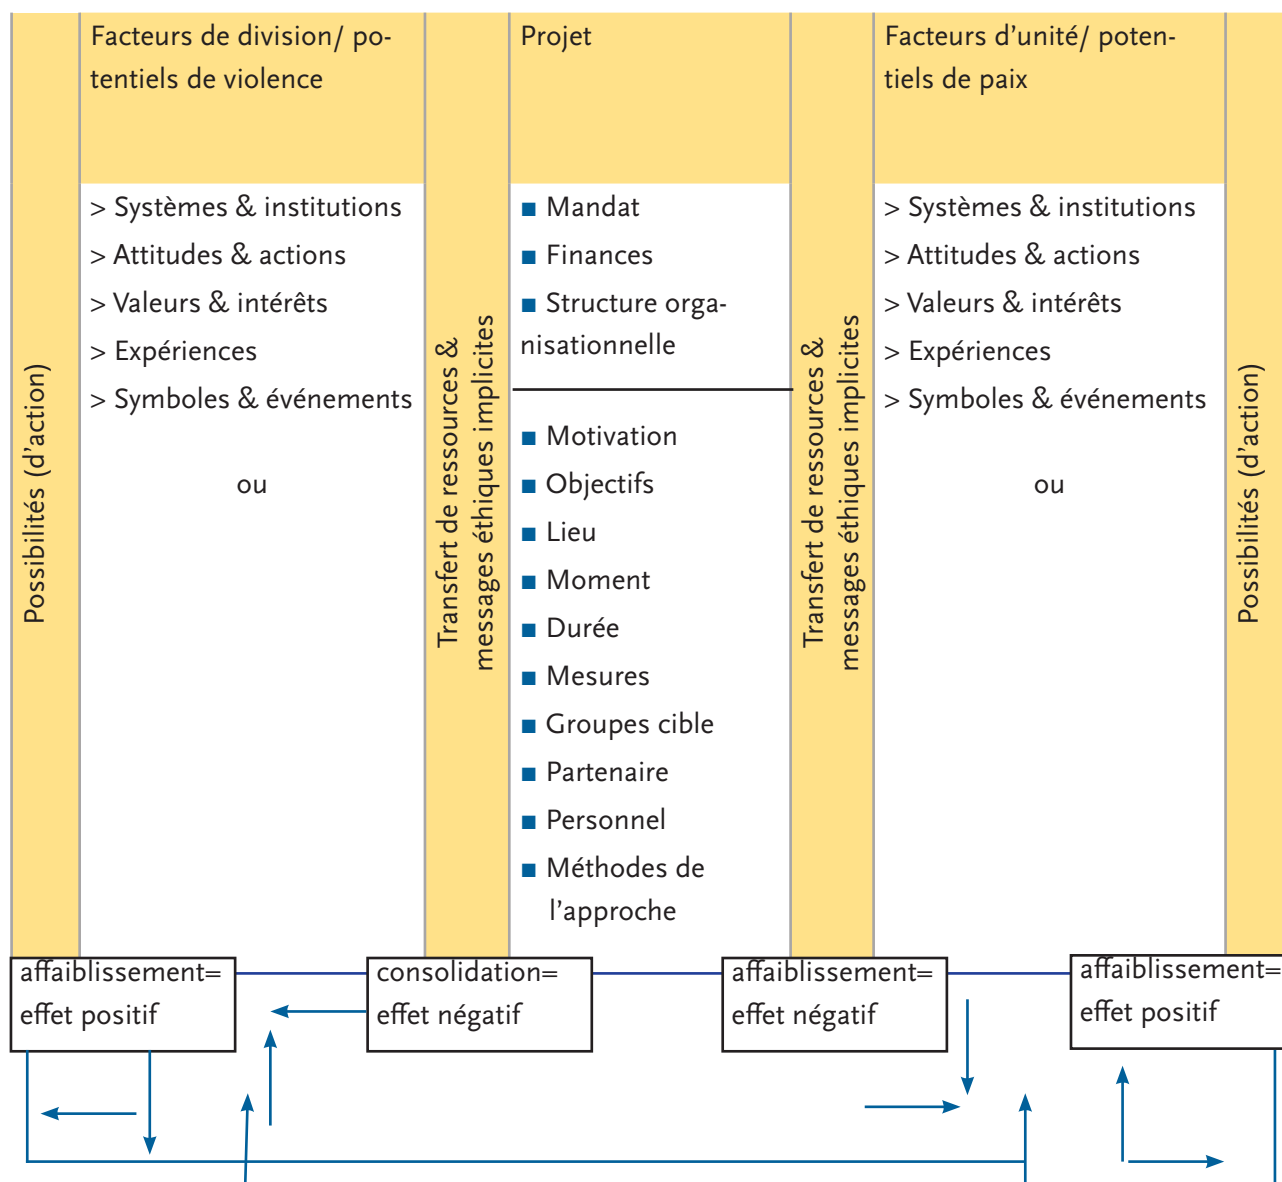 Possibilités (d'action)
Facteurs de division/ po-
tentiels de violence
> Systèmes & institutions
> Attitudes & actions
> Valeurs & intérêts
> Expériences
> Symboles & événements
ou
Transfert de ressources &
messages éthiques implicites
Projet
■ Mandat
■ Finances
■ Structure orga-
nisationnelle
■ Motivation
■ Objectifs
■ Lieu
■ Moment
■ Durée
■ Mesures
■ Groupes cible
■ Partenaire
■ Personnel
■ Méthodes de
l'approche
Transfert de ressources &
messages éthiques implicites
Facteurs d'unité/ poten-
tiels de paix
> Systèmes & institutions
> Attitudes & actions
> Valeurs & intérêts
> Expériences
> Symboles & événements
ou
Possibilités (d'action)
affaiblissement=
effet positif
consolidation=
effet négatif
affaiblissement=
effet négatif
affaiblissement=
effet positif